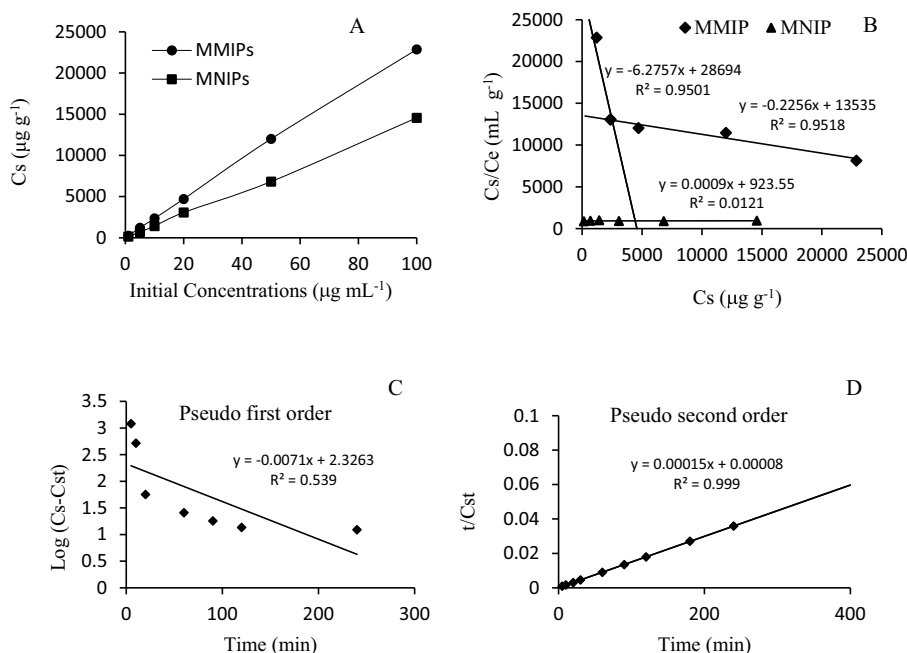 A
25000
20000
15000
10000
5000
0
Cs (µg g⁻¹)
MMIPs
MNIPs
0 20 40 60 80 100
Initial Concentrations (µg mL⁻¹)
B
25000
20000
15000
10000
5000
0
Cs/Ce (mL g⁻¹)
MMIP MNIP
y = -6.2757x + 28694
R² = 0.9501
y = -0.2256x + 13535
R² = 0.9518
y = 0.0009x + 923.55
R² = 0.0121
0 5000 10000 15000 20000 25000
Cs (µg g⁻¹)
C
3.5
3
2.5
2
1.5
1
0.5
0
Log (Cs-Cst)
Pseudo first order
y = -0.0071x + 2.3263
R² = 0.539
0 100 200 300
Time (min)
D
0.1
0.08
0.06
0.04
0.02
0
t/Cst
Pseudo second order
y = 0.00015x + 0.00008
R² = 0.999
0 200 400
Time (min)